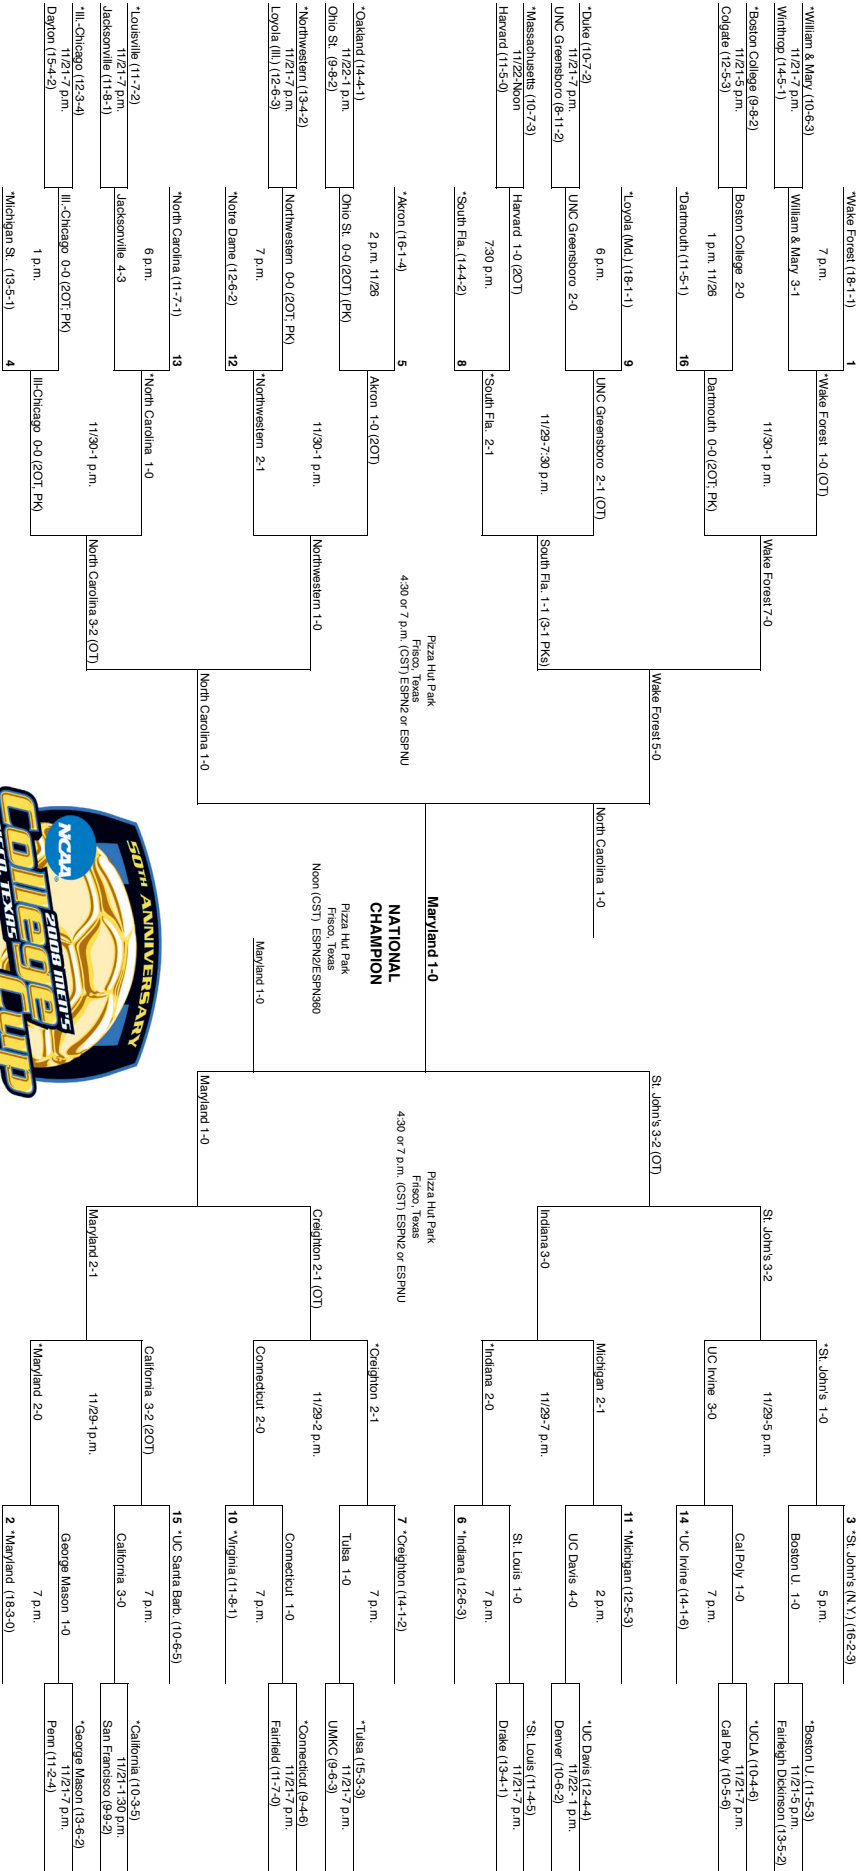 *William & Mary (10-6-3)
11/21-7 p.m.
Winthrop (14-5-1)
*Boston College (9-8-2)
11/21-5 p.m.
Colgate (12-5-3)
*Duke (10-7-2)
11/21-7 p.m.
UNC Greensboro (8-11-2)
*Massachusetts (10-7-3)
11/22-Noon
Harvard (11-5-0)
*Oakland (14-4-1)
11/22-1 p.m.
Ohio St. (9-8-2)
*Northwestern (13-4-2)
11/21-7 p.m.
Loyola (Ill.) (12-6-3)
*Louisville (11-7-2)
11/21-7 p.m.
Jacksonville (11-8-1)
*Ill.-Chicago (12-3-4)
11/21-7 p.m.
Dayton (15-4-2)
*Wake Forest (18-1-1) 1
7 p.m.
William & Mary 3-1
Boston College 2-0
1 p.m. 11/26
*Dartmouth (11-5-1) 16
*Loyola (Md.) (18-1-1) 9
6 p.m.
UNC Greensboro 2-0
Harvard 1-0 (2OT)
7:30 p.m.
*South Fla. (14-4-2) 8
*Akron (16-1-4) 5
2 p.m. 11/26
Ohio St. 0-0 (2OT) (PK)
Northwestern 0-0 (2OT; PK)
7 p.m.
*Notre Dame (12-6-2) 12
*North Carolina (11-7-1) 13
6 p.m.
Jacksonville 4-3
Ill.-Chicago 0-0 (2OT; PK)
1 p.m.
*Michigan St. (13-5-1) 4
*Wake Forest 1-0 (OT)
11/30-1 p.m.
Dartmouth 0-0 (2OT; PK)
UNC Greensboro 2-1 (OT)
11/29-7:30 p.m.
*South Fla. 2-1
Akron 1-0 (2OT)
11/30-1 p.m.
*Northwestern 2-1
*North Carolina 1-0
11/30-1 p.m.
Ill-Chicago 0-0 (2OT, PK)
Wake Forest 7-0
South Fla. 1-1 (3-1 PKs)
Northwestern 1-0
North Carolina 3-2 (OT)
Pizza Hut Park
Frisco, Texas
4:30 or 7 p.m. (CST) ESPN2 or ESPNU
Wake Forest 5-0
North Carolina 1-0
North Carolina 1-0
Maryland 1-0
NATIONAL
CHAMPION
Pizza Hut Park
Frisco, Texas
Noon (CST) ESPN2/ESPN360
Maryland 1-0
50TH ANNIVERSARY
NCAA
2008 MEN'S
College Cup
TEXAS
St. John's 3-2 (OT)
Maryland 1-0
Pizza Hut Park
Frisco, Texas
4:30 or 7 p.m. (CST) ESPN2 or ESPNU
St. John's 3-2
Indiana 3-0
Creighton 2-1 (OT)
Maryland 2-1
*St. John's 1-0
11/29-5 p.m.
UC Irvine 3-0
Michigan 2-1
11/29-7 p.m.
*Indiana 2-0
*Creighton 2-1
11/29-2 p.m.
Connecticut 2-0
California 3-2 (2OT)
11/29-1p.m.
*Maryland 2-0
3 *St. John's (N.Y.) (16-2-3)
5 p.m.
Boston U. 1-0
Cal Poly 1-0
7 p.m.
14 *UC Irvine (14-1-6)
11 *Michigan (12-5-3)
2 p.m.
UC Davis 4-0
St. Louis 1-0
7 p.m.
6 *Indiana (12-6-3)
7 *Creighton (14-1-2)
7 p.m.
Tulsa 1-0
Connecticut 1-0
7 p.m.
10 *Virginia (11-8-1)
15 *UC Santa Barb. (10-6-5)
7 p.m.
California 3-0
George Mason 1-0
7 p.m.
2 *Maryland (18-3-0)
*Boston U. (11-5-3)
11/21-5 p.m.
Fairleigh Dickinson (13-5-2)
*UCLA (10-4-6)
11/21-7 p.m.
Cal Poly (10-5-6)
*UC Davis (12-4-4)
11/22-1 p.m.
Denver (10-6-2)
*St. Louis (11-4-5)
11/21-7 p.m.
Drake (13-4-1)
*Tulsa (15-3-3)
11/21-7 p.m.
UMKC (9-6-3)
*Connecticut (9-4-6)
11/21-7 p.m.
Fairfield (11-7-0)
*California (10-3-5)
11/21-1:30 p.m.
San Francisco (9-9-2)
*George Mason (13-6-2)
11/21-7 p.m.
Penn (11-2-4)